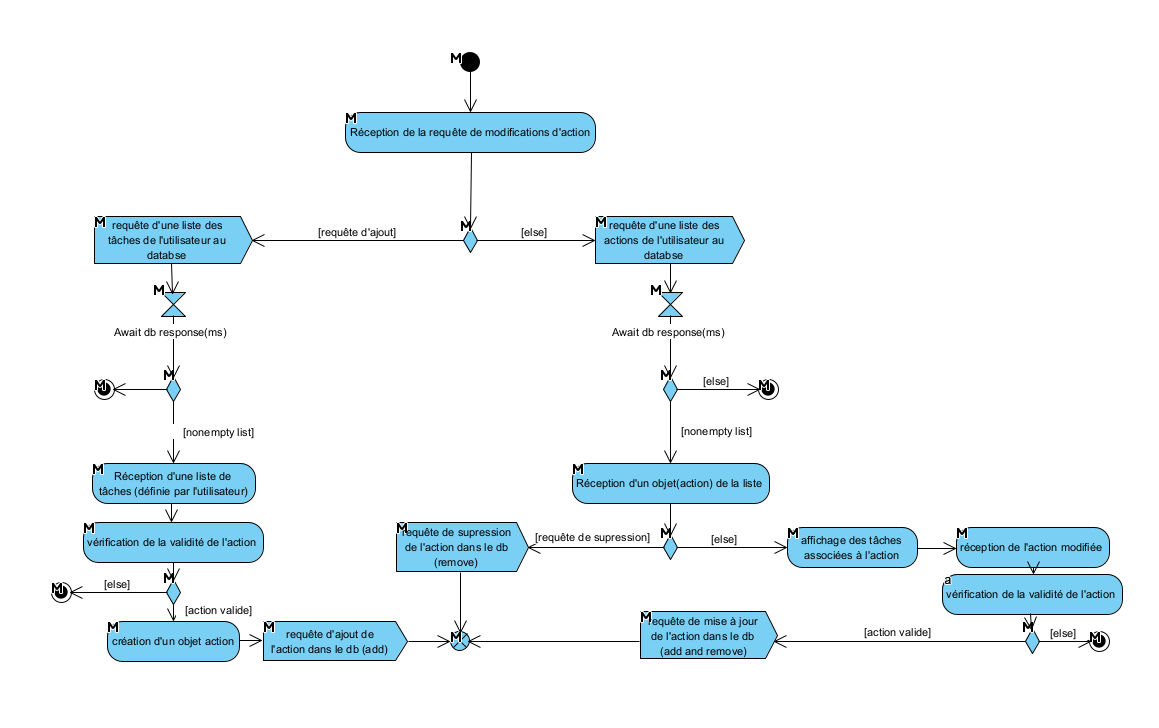 Réception de la requête de modifications d'action
requête d'une liste des
tâches de l'utilisateur au
databse
[requête d'ajout]
[else]
requête d'une liste des
actions de l'utilisateur au
databse
Await db response(ms)
Await db response(ms)
[else]
[nonempty list]
[nonempty list]
Réception d'une liste de
tâches (définie par l'utilisateur)
Réception d'un objet(action) de la liste
vérification de la validité de l'action
requête de supression
de l'action dans le db
(remove)
[requête de supression]
[else]
affichage des tâches
associées à l'action
réception de l'action modifiée
[else]
a
vérification de la validité de l'action
[action valide]
création d'un objet action
requête d'ajout de
l'action dans le db (add)
requête de mise à jour
de l'action dans le db
(add and remove)
[action valide]
[else]